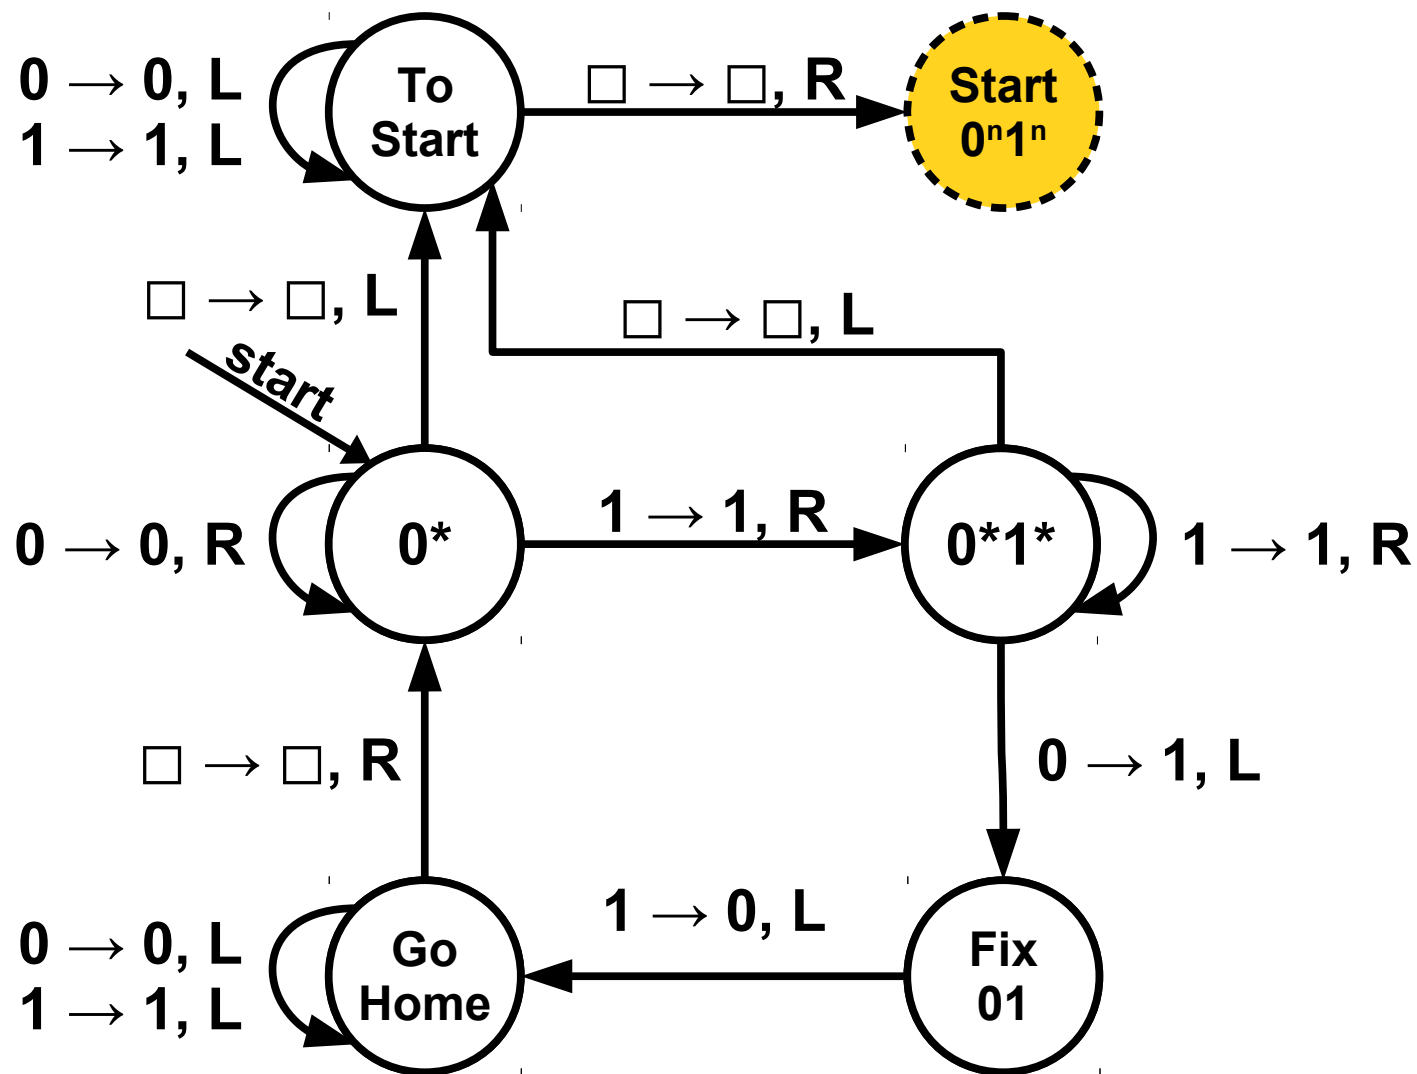 0 → 0, L
1 → 1, L
To
Start
□ → □, R
Start
0ⁿ1ⁿ
□ → □, L
start
□ → □, L
0 → 0, R
0*
1 → 1, R
0*1*
1 → 1, R
□ → □, R
0 → 1, L
0 → 0, L
1 → 1, L
Go
Home
1 → 0, L
Fix
01